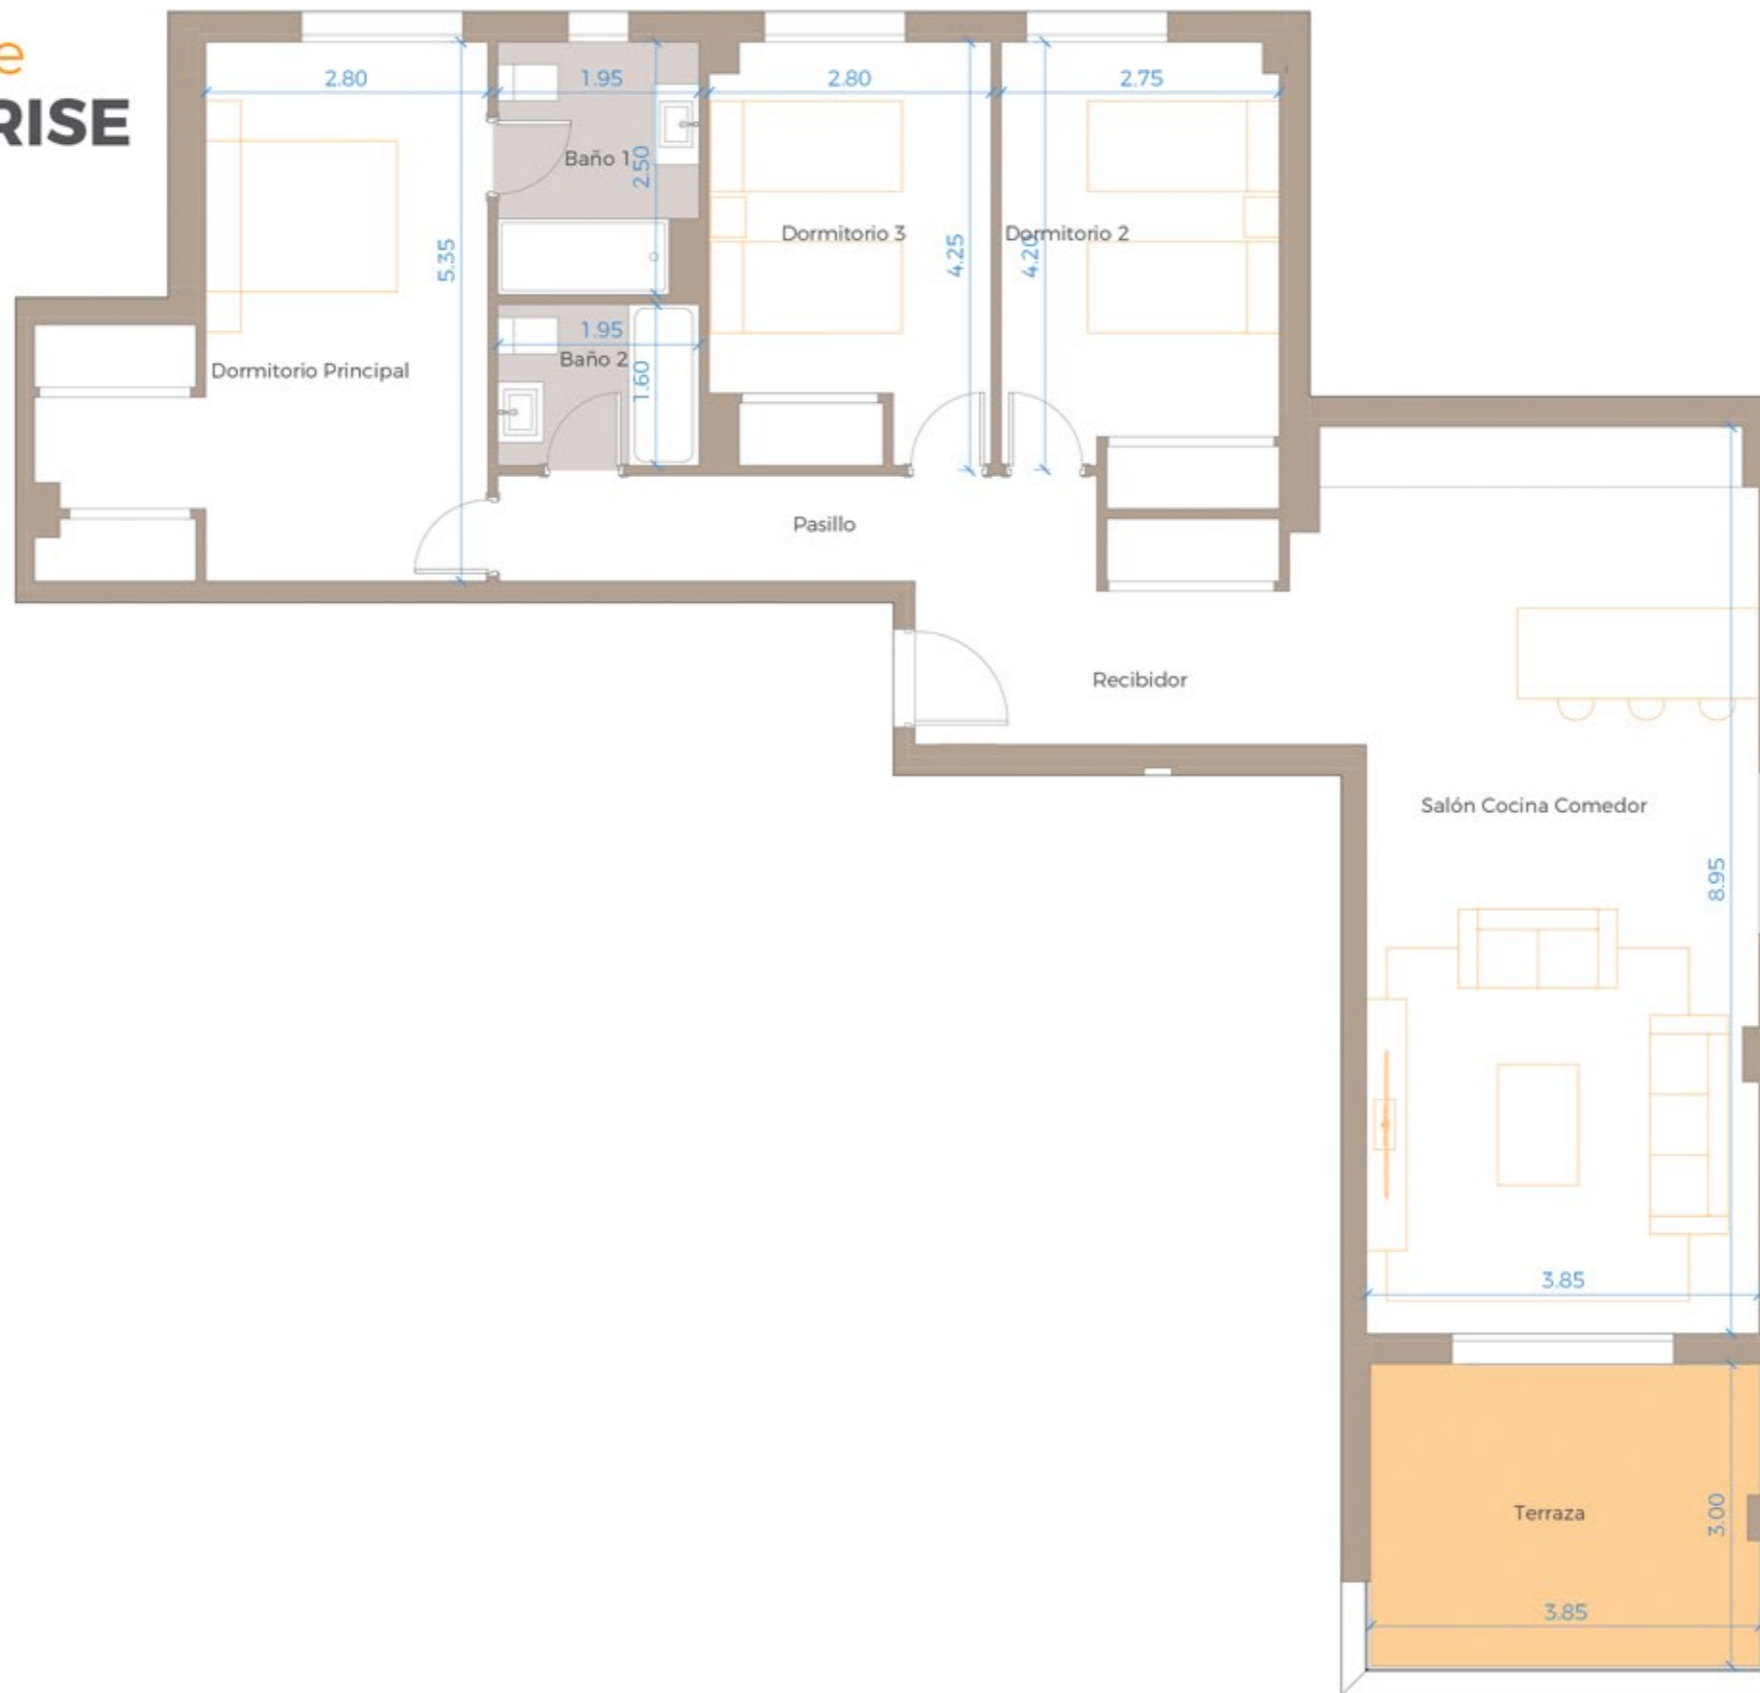 e
RISE
2.80
1.95
2.80
2.75
Baño 1
2.50
Dormitorio 3
Dormitorio 2
5.35
4.25
4.20
1.95
Baño 2
Dormitorio Principal
1.60
Pasillo
Recibidor
Salón Cocina Comedor
8.95
3.85
Terraza
3.00
3.85